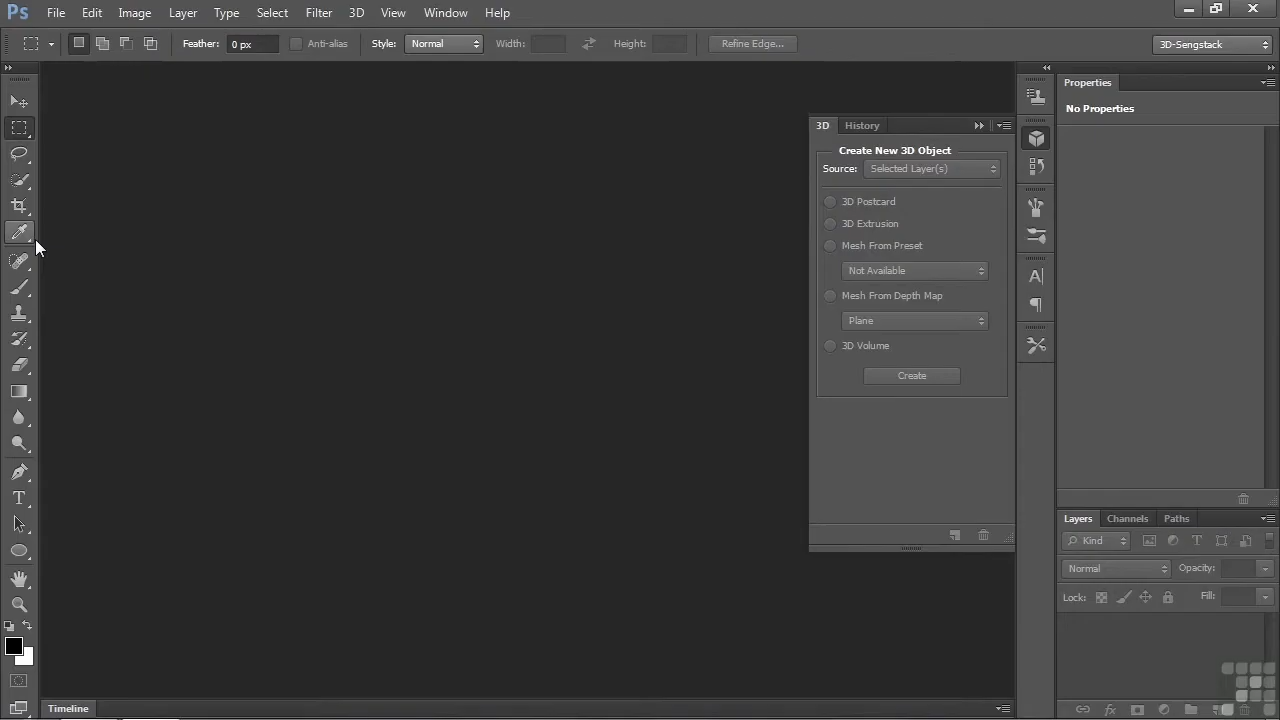 Ps File Edit Image Layer Type Select Filter 3D View Window Help
Feather: 0 px Anti-alias Style: Normal Width: Height: Refine Edge... 3D-Sengstack
Properties
No Properties
3D History
Create New 3D Object
Source: Selected Layer(s)
3D Postcard
3D Extrusion
Mesh From Preset
Not Available
Mesh From Depth Map
Plane
3D Volume
Create
Layers Channels Paths
Kind
Normal Opacity:
Lock: Fill:
Timeline